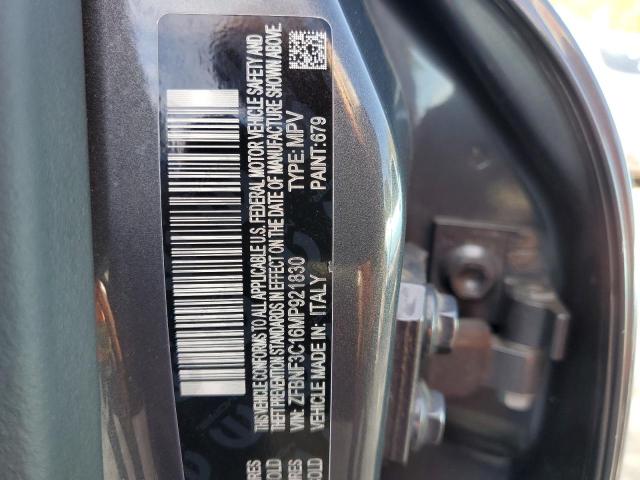 THIS VEHICLE CONFORMS TO ALL APPLICABLE U.S. FEDERAL MOTOR VEHICLE SAFETY AND
THEFT PREVENTION STANDARDS IN EFFECT ON THE DATE OF MANUFACTURE SHOWN ABOVE.
VIN: ZFBNF3C16MP921830 TYPE: MPV
VEHICLE MADE IN: ITALY PAINT: 679